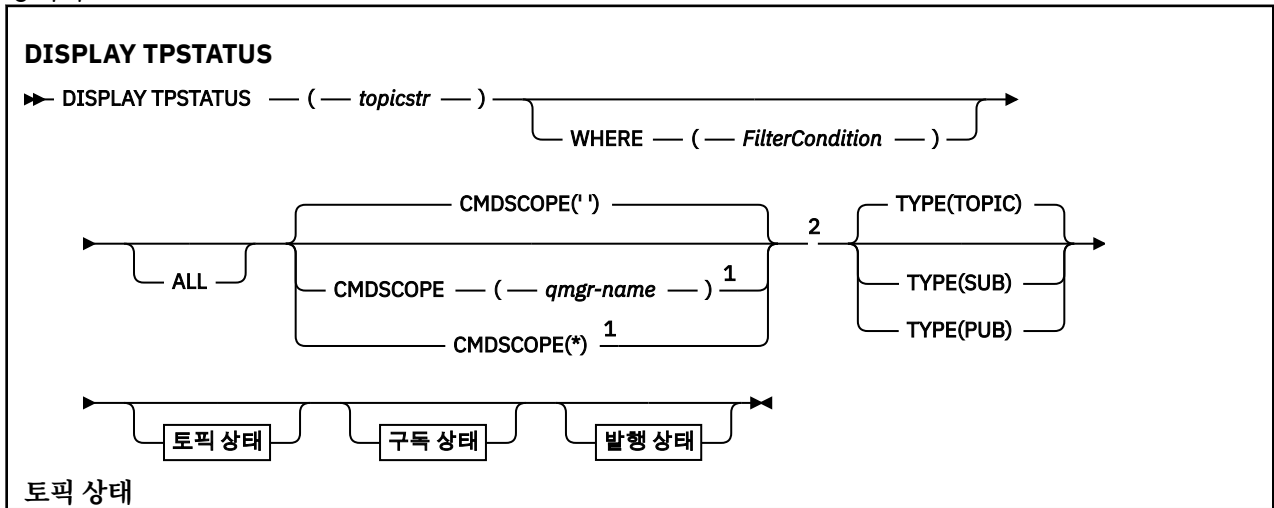 DISPLAY TPSTATUS
DISPLAY TPSTATUS ( topicstr )
WHERE ( FilterCondition )
ALL
CMDSCOPE(' ')
CMDSCOPE ( qmgr-name ) 1
CMDSCOPE(*) 1
2
TYPE(TOPIC)
TYPE(SUB)
TYPE(PUB)
토픽 상태 구독 상태 발행 상태
토픽 상태